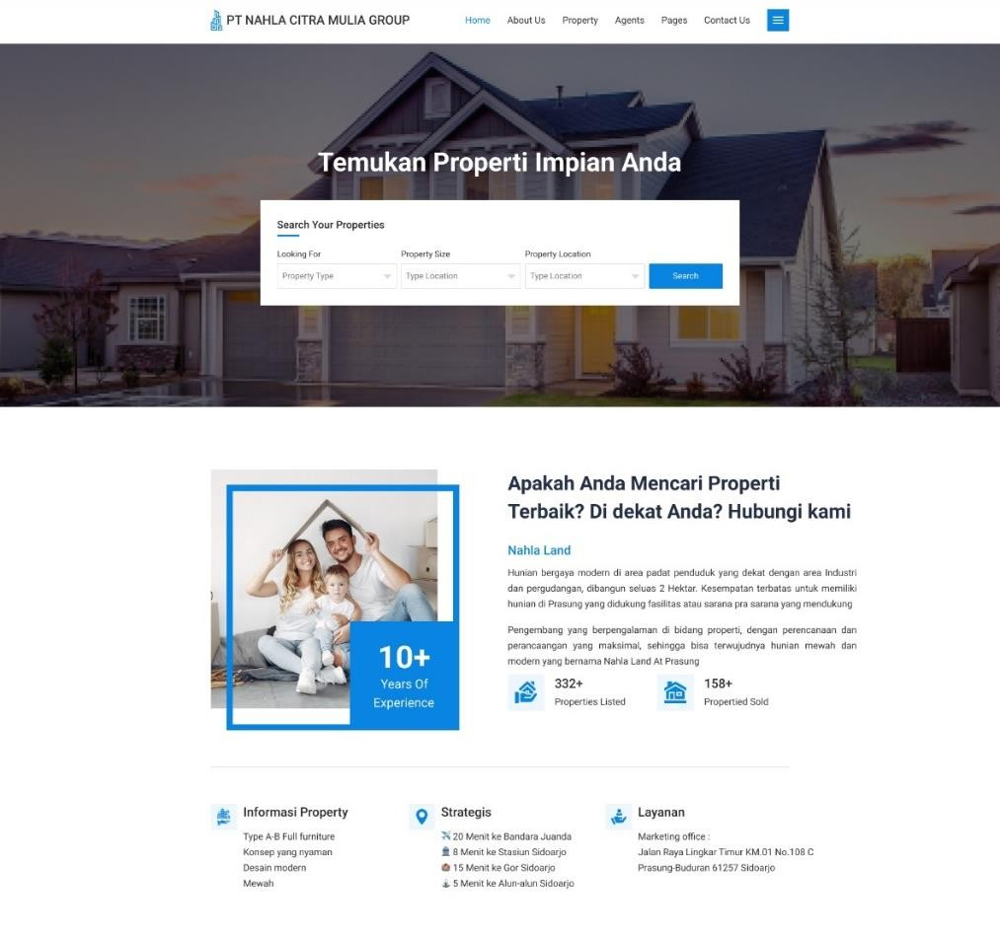 PT NAHLA CITRA MULIA GROUP
Home About Us Property Agents Pages Contact Us
Temukan Properti Impian Anda
Search Your Properties
Looking For Property Size Property Location
Property Type Type Location Type Location Search
Apakah Anda Mencari Properti
Terbaik? Di dekat Anda? Hubungi kami
Nahla Land
Hunian bergaya modern di area padat penduduk yang dekat dengan area Industri
dan pergudangan, dibangun seluas 2 Hektar. Kesempatan terbatas untuk memiliki
hunian di Prasung yang didukung fasilitas atau sarana pra sarana yang mendukung
Pengembang yang berpengalaman di bidang properti, dengan perencanaan dan
perancaangan yang maksimal, sehingga bisa terwujudnya hunian mewah dan
modern yang bernama Nahla Land At Prasung
10+
Years Of
Experience
332+
Properties Listed
158+
Propertied Sold
Informasi Property
Type A-B Full furniture
Konsep yang nyaman
Desain modern
Mewah
Strategis
20 Menit ke Bandara Juanda
8 Menit ke Stasiun Sidoarjo
15 Menit ke Gor Sidoarjo
5 Menit ke Alun-alun Sidoarjo
Layanan
Marketing office :
Jalan Raya Lingkar Timur KM.01 No.108 C
Prasung-Buduran 61257 Sidoarjo